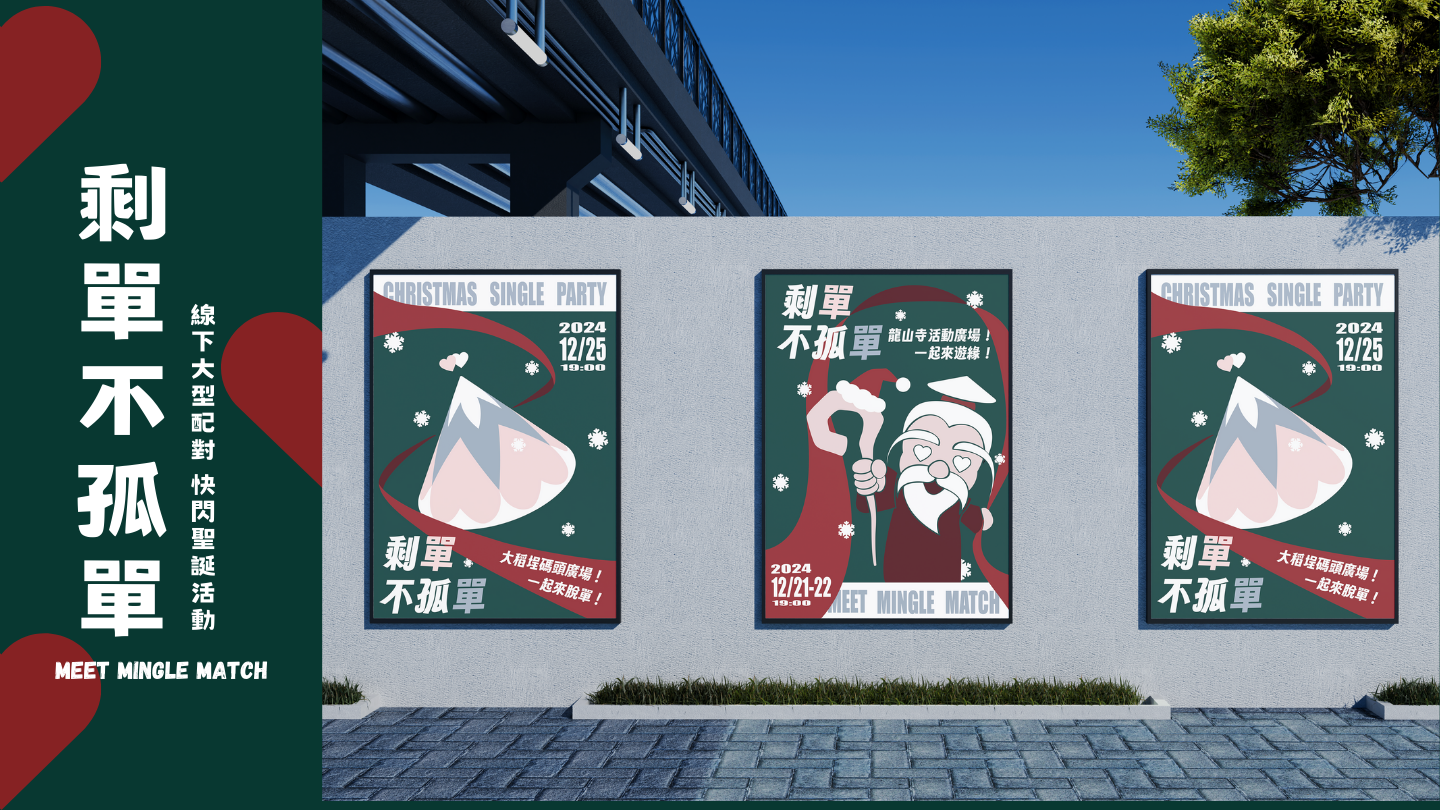 剩單不孤單
線下大型配對 快閃聖誕活動
MEET MINGLE MATCH
CHRISTMAS SINGLE PARTY
2024
12/25
19:00
剩單
不孤單
大稻埕碼頭廣場！
一起來脫單！
剩單
不孤單
龍山寺活動廣場！
一起來遊緣！
2024
12/21-22
19:00
MEET MINGLE MATCH
CHRISTMAS SINGLE PARTY
2024
12/25
19:00
剩單
不孤單
大稻埕碼頭廣場！
一起來脫單！